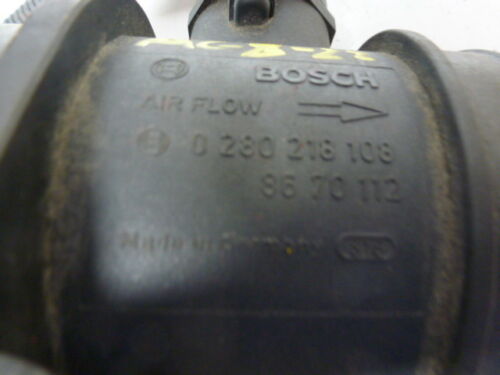 BOSCH
AIR FLOW
0 280 218 108
86 70 112
Made in Germany